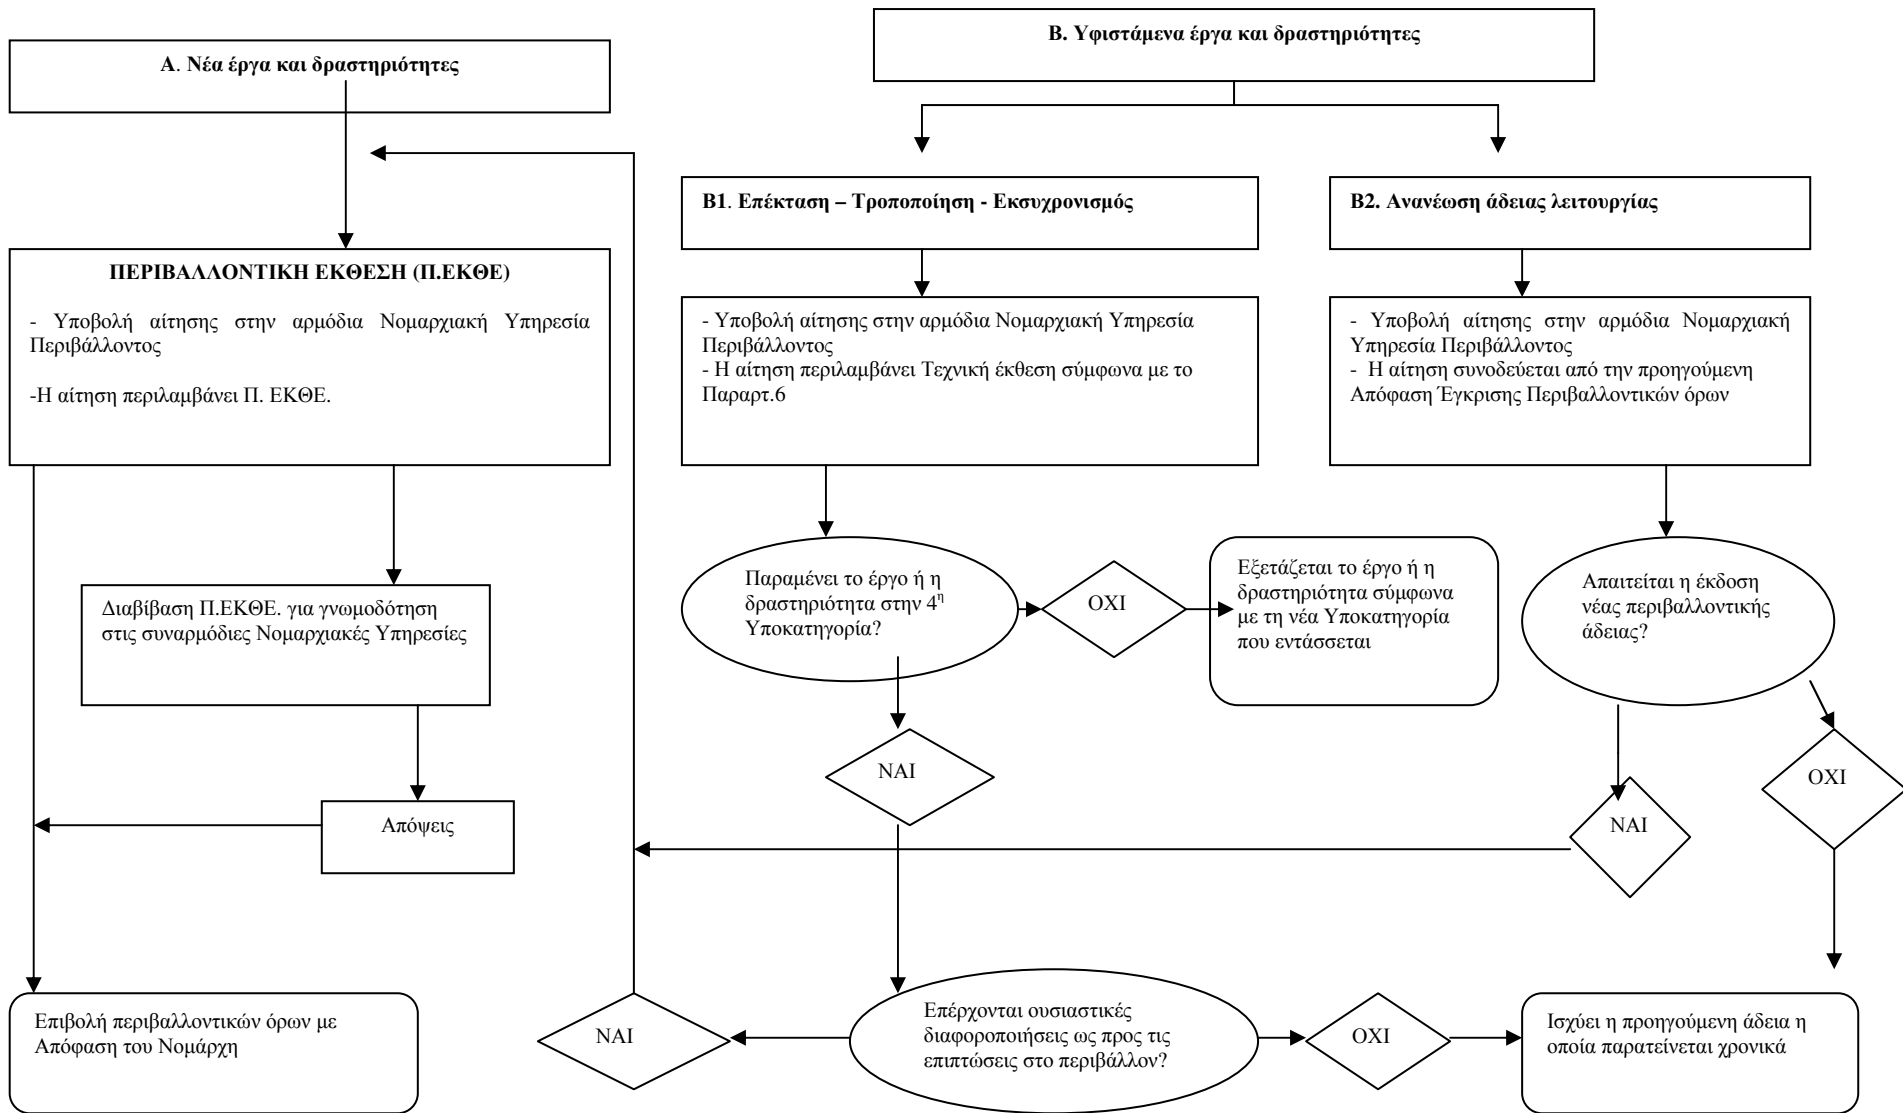 Α. Νέα έργα και δραστηριότητες
ΠΕΡΙΒΑΛΛΟΝΤΙΚΗ ΕΚΘΕΣΗ (Π.ΕΚΘΕ)
- Υποβολή αίτησης στην αρμόδια Νομαρχιακή Υπηρεσία
Περιβάλλοντος
-Η αίτηση περιλαμβάνει Π. ΕΚΘΕ.
Διαβίβαση Π.ΕΚΘΕ. για γνωμοδότηση
στις συναρμόδιες Νομαρχιακές Υπηρεσίες
Απόψεις
Επιβολή περιβαλλοντικών όρων με
Απόφαση του Νομάρχη
Β. Υφιστάμενα έργα και δραστηριότητες
Β1. Επέκταση – Τροποποίηση - Εκσυχρονισμός
- Υποβολή αίτησης στην αρμόδια Νομαρχιακή Υπηρεσία
Περιβάλλοντος
- Η αίτηση περιλαμβάνει Τεχνική έκθεση σύμφωνα με το
Παραρτ.6
Παραμένει το έργο ή η
δραστηριότητα στην 4η
Υποκατηγορία?
ΟΧΙ
Εξετάζεται το έργο ή η
δραστηριότητα σύμφωνα
με τη νέα Υποκατηγορία
που εντάσσεται
ΝΑΙ
Επέρχονται ουσιαστικές
διαφοροποιήσεις ως προς τις
επιπτώσεις στο περιβάλλον?
ΝΑΙ
ΟΧΙ
Β2. Ανανέωση άδειας λειτουργίας
- Υποβολή αίτησης στην αρμόδια Νομαρχιακή
Υπηρεσία Περιβάλλοντος
- Η αίτηση συνοδεύεται από την προηγούμενη
Απόφαση Έγκρισης Περιβαλλοντικών όρων
Απαιτείται η έκδοση
νέας περιβαλλοντικής
άδειας?
ΝΑΙ
ΟΧΙ
Ισχύει η προηγούμενη άδεια η
οποία παρατείνεται χρονικά